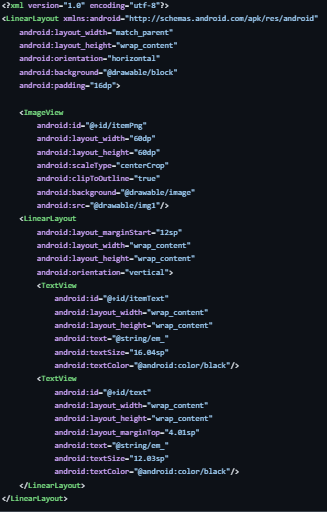 <?xml version="1.0" encoding="utf-8"?>
<LinearLayout xmlns:android="http://schemas.android.com/apk/res/android"
    android:layout_width="match_parent"
    android:layout_height="wrap_content"
    android:orientation="horizontal"
    android:background="@drawable/block"
    android:padding="16dp">

    <ImageView
        android:id="@+id/itemPng"
        android:layout_width="60dp"
        android:layout_height="60dp"
        android:scaleType="centerCrop"
        android:clipToOutline="true"
        android:background="@drawable/image"
        android:src="@drawable/img1"/>
    <LinearLayout
        android:layout_marginStart="12sp"
        android:layout_width="wrap_content"
        android:layout_height="wrap_content"
        android:orientation="vertical">
        <TextView
            android:id="@+id/itemText"
            android:layout_width="wrap_content"
            android:layout_height="wrap_content"
            android:text="@string/em_"
            android:textSize="16.04sp"
            android:textColor="@android:color/black"/>
        <TextView
            android:id="@+id/text"
            android:layout_width="wrap_content"
            android:layout_height="wrap_content"
            android:layout_marginTop="4.01sp"
            android:text="@string/em_"
            android:textSize="12.03sp"
            android:textColor="@android:color/black"/>
    </LinearLayout>
</LinearLayout>